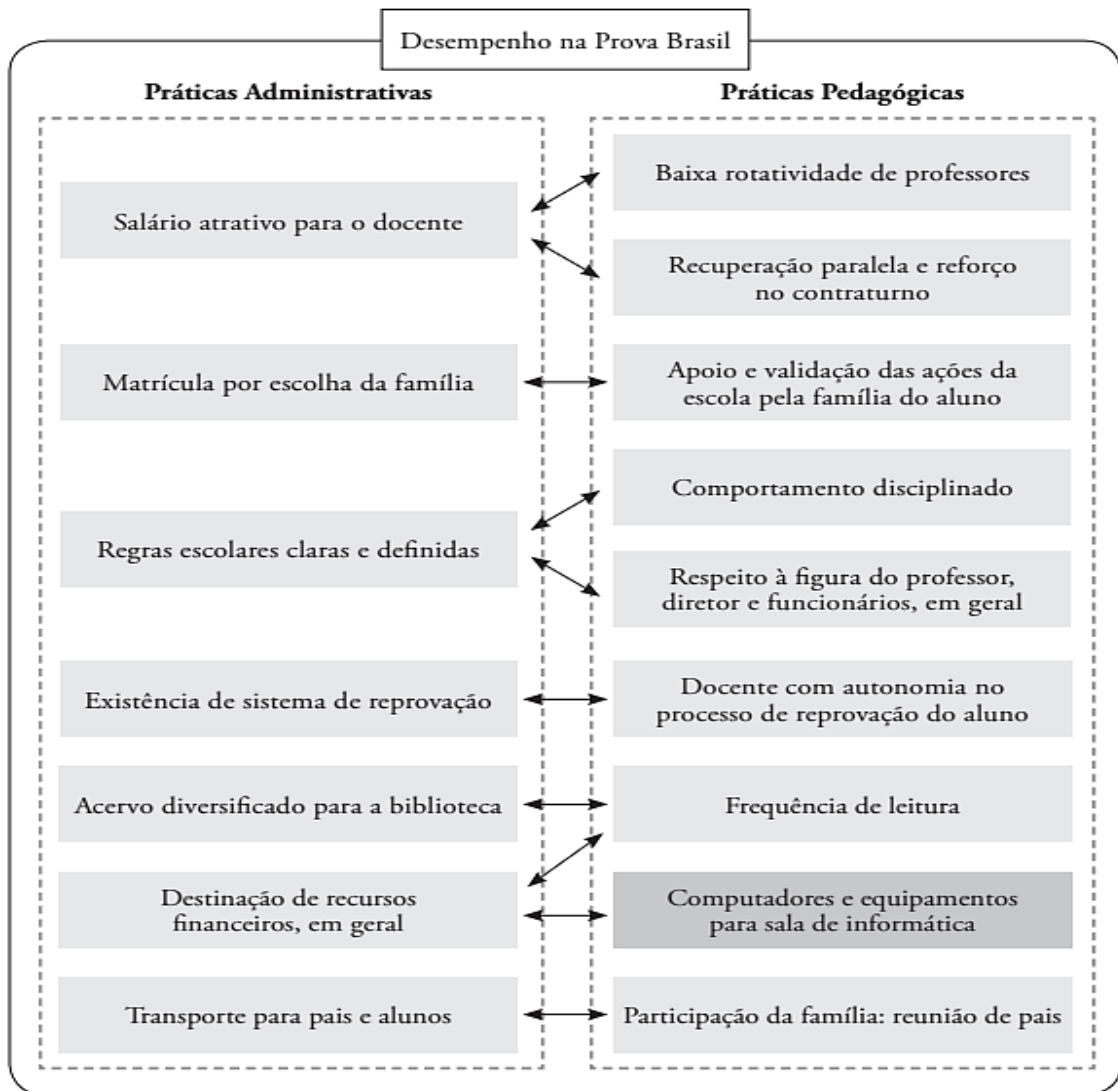 Desempenho na Prova Brasil
Práticas Administrativas
Salário atrativo para o docente
Matrícula por escolha da família
Regras escolares claras e definidas
Existência de sistema de reprovação
Acervo diversificado para a biblioteca
Destinação de recursos
financeiros, em geral
Transporte para pais e alunos
Práticas Pedagógicas
Baixa rotatividade de professores
Recuperação paralela e reforço
no contraturno
Apoio e validação das ações da
escola pela família do aluno
Comportamento disciplinado
Respeito à figura do professor,
diretor e funcionários, em geral
Docente com autonomia no
processo de reprovação do aluno
Frequência de leitura
Computadores e equipamentos
para sala de informática
Participação da família: reunião de pais